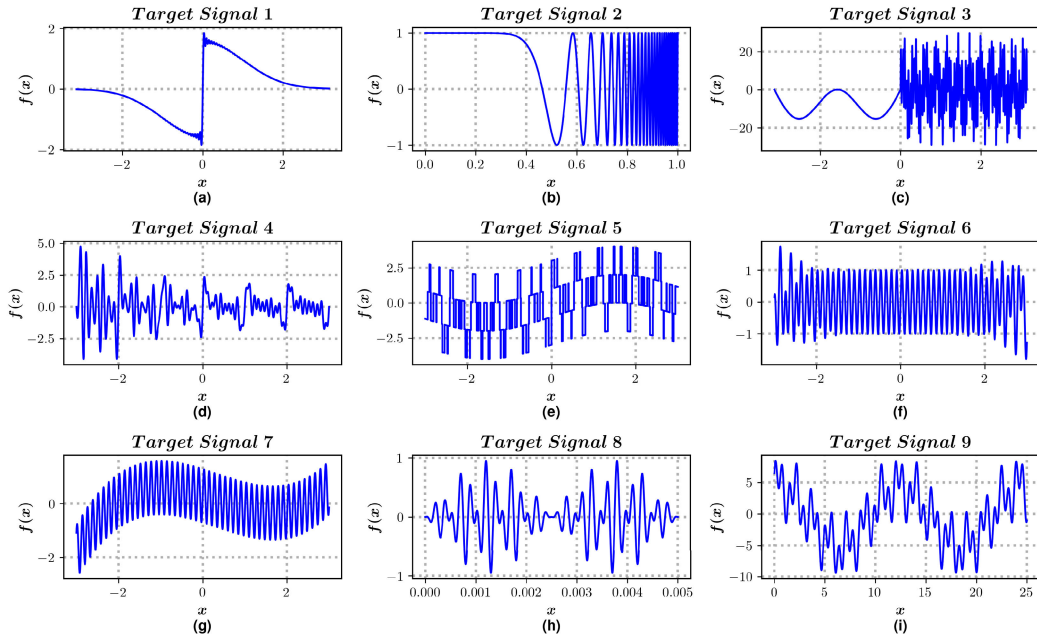 Target Signal 1
f(x)
2
0
−2
−2
0
2
x
(a)
Target Signal 2
f(x)
1
0
−1
0.0
0.2
0.4
0.6
0.8
1.0
x
(b)
Target Signal 3
f(x)
20
0
−20
−2
0
2
x
(c)
Target Signal 4
f(x)
5.0
2.5
0.0
−2.5
−2
0
2
x
(d)
Target Signal 5
f(x)
2.5
0.0
−2.5
−2
0
2
x
(e)
Target Signal 6
f(x)
1
0
−1
−2
0
2
x
(f)
Target Signal 7
f(x)
0
−2
−2
0
2
x
(g)
Target Signal 8
f(x)
1
0
−1
0.000
0.001
0.002
0.003
0.004
0.005
x
(h)
Target Signal 9
f(x)
5
0
−5
−10
0
5
10
15
20
25
x
(i)